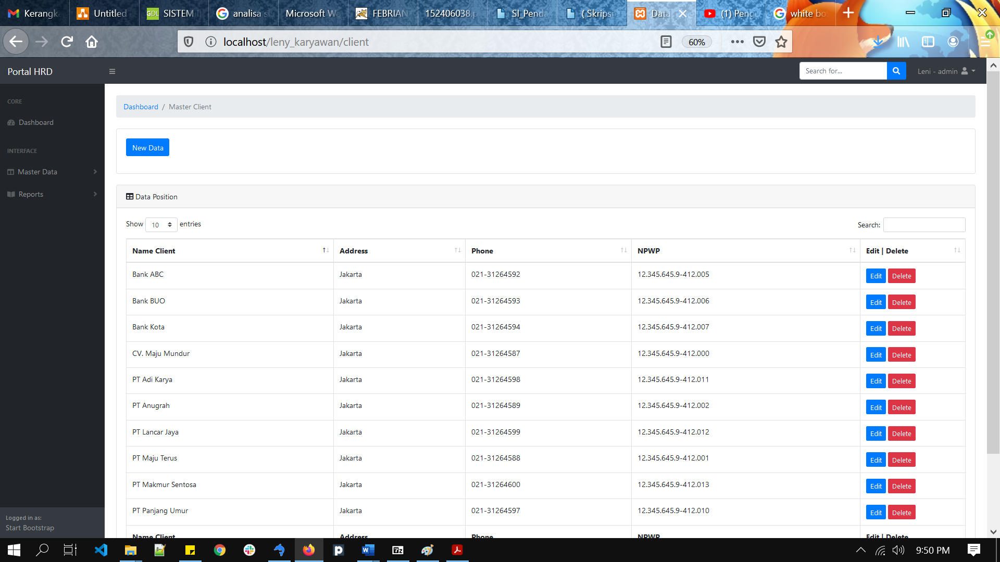 Kerangk Untitled SISTEM I analisa si Microsoft Wo FEBRIAN 152406038.p SI_Penda ( Skripsi Data (1) Peng white bo
localhost/leny_karyawan/client 60%
Portal HRD Search for... Leni - admin
CORE
Dashboard
INTERFACE
Master Data
Reports
Logged in as:
Start Bootstrap
Dashboard / Master Client
New Data
Data Position
Show 10 entries Search:
Name Client Address Phone NPWP Edit | Delete
Bank ABC Jakarta 021-31264592 12.345.645.9-412.005 Edit Delete
Bank BUO Jakarta 021-31264593 12.345.645.9-412.006 Edit Delete
Bank Kota Jakarta 021-31264594 12.345.645.9-412.007 Edit Delete
CV. Maju Mundur Jakarta 021-31264587 12.345.645.9-412.000 Edit Delete
PT Adi Karya Jakarta 021-31264598 12.345.645.9-412.011 Edit Delete
PT Anugrah Jakarta 021-31264589 12.345.645.9-412.002 Edit Delete
PT Lancar Jaya Jakarta 021-31264599 12.345.645.9-412.012 Edit Delete
PT Maju Terus Jakarta 021-31264588 12.345.645.9-412.001 Edit Delete
PT Makmur Sentosa Jakarta 021-31264600 12.345.645.9-412.013 Edit Delete
PT Panjang Umur Jakarta 021-31264597 12.345.645.9-412.010 Edit Delete
Name Client Address Phone NPWP Edit | Delete
9:50 PM